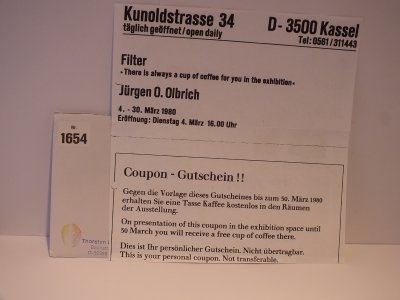 Kunoldstrasse 34 D - 3500 Kassel
täglich geöffnet / open daily Tel: 0561 / 311443
Filter
»There is always a cup of coffee for you in the exhibition«
Jürgen O. Olbrich
4. - 30. März 1980
Eröffnung: Dienstag 4. März 16.00 Uhr
Nr.
1654
Coupon - Gutschein !!
Gegen die Vorlage dieses Gutscheines bis zum 30. März 1980
erhalten Sie eine Tasse Kaffee kostenlos in den Räumen
der Ausstellung.
On presentation of this coupon in the exhibition space until
30 March you will receive a free cup of coffee there.
Dies ist Ihr persönlicher Gutschein. Nicht übertragbar.
This is your personal coupon. Not transferable.